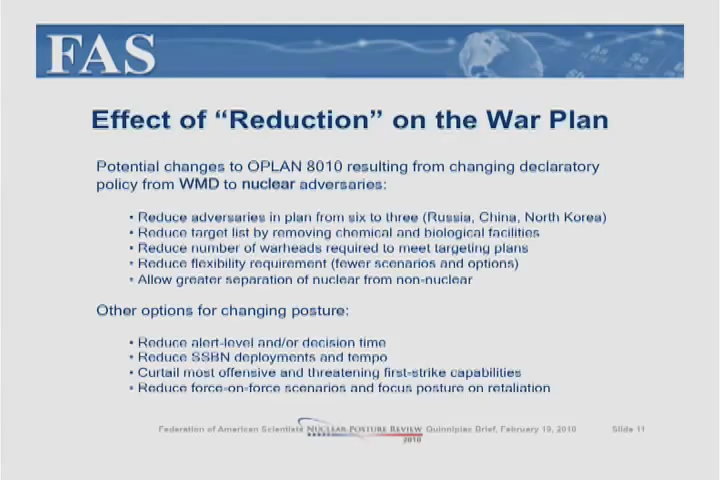 FAS
Effect of “Reduction” on the War Plan
Potential changes to OPLAN 8010 resulting from changing declaratory
policy from WMD to nuclear adversaries:
• Reduce adversaries in plan from six to three (Russia, China, North Korea)
• Reduce target list by removing chemical and biological facilities
• Reduce number of warheads required to meet targeting plans
• Reduce flexibility requirement (fewer scenarios and options)
• Allow greater separation of nuclear from non-nuclear
Other options for changing posture:
• Reduce alert-level and/or decision time
• Reduce SSBN deployments and tempo
• Curtail most offensive and threatening first-strike capabilities
• Reduce force-on-force scenarios and focus posture on retaliation
Federation of American Scientists NUCLEAR POSTURE REVIEW Quinnipiac Brief, February 19, 2010 Slide 11
2010